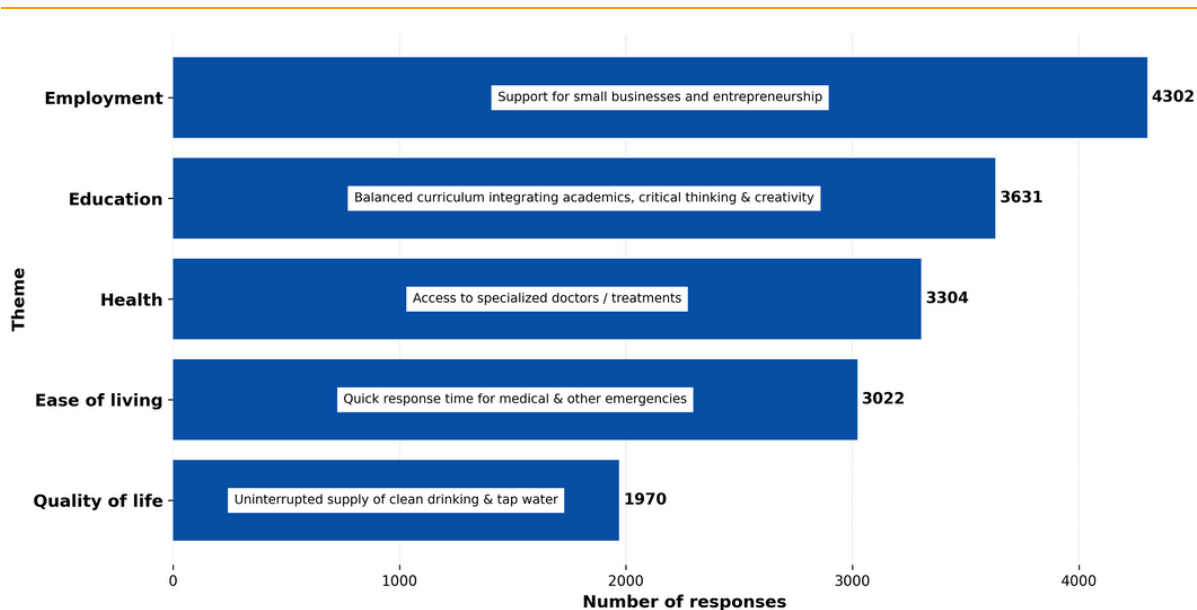 Employment
Support for small businesses and entrepreneurship
4302
Education
Balanced curriculum integrating academics, critical thinking & creativity
3631
Theme
Health
Access to specialized doctors / treatments
3304
Ease of living
Quick response time for medical & other emergencies
3022
Quality of life
Uninterrupted supply of clean drinking & tap water
1970
0 1000 2000 3000 4000
Number of responses